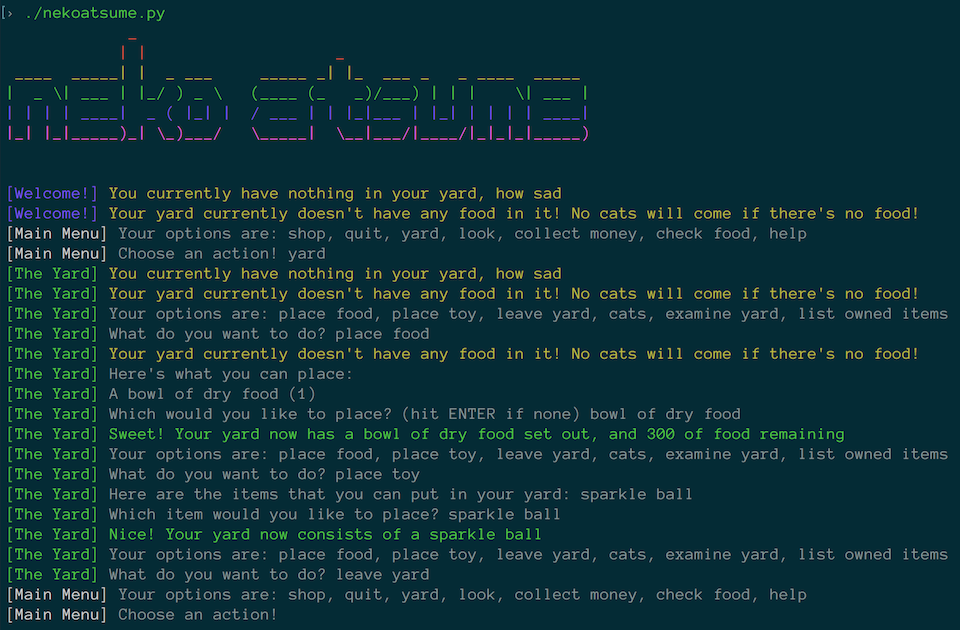 [› ./nekoatsume.py
neko atsume
[Welcome!] You currently have nothing in your yard, how sad
[Welcome!] Your yard currently doesn't have any food in it! No cats will come if there's no food!
[Main Menu] Your options are: shop, quit, yard, look, collect money, check food, help
[Main Menu] Choose an action! yard
[The Yard] You currently have nothing in your yard, how sad
[The Yard] Your yard currently doesn't have any food in it! No cats will come if there's no food!
[The Yard] Your options are: place food, place toy, leave yard, cats, examine yard, list owned items
[The Yard] What do you want to do? place food
[The Yard] Your yard currently doesn't have any food in it! No cats will come if there's no food!
[The Yard] Here's what you can place:
[The Yard] A bowl of dry food (1)
[The Yard] Which would you like to place? (hit ENTER if none) bowl of dry food
[The Yard] Sweet! Your yard now has a bowl of dry food set out, and 300 of food remaining
[The Yard] Your options are: place food, place toy, leave yard, cats, examine yard, list owned items
[The Yard] What do you want to do? place toy
[The Yard] Here are the items that you can put in your yard: sparkle ball
[The Yard] Which item would you like to place? sparkle ball
[The Yard] Nice! Your yard now consists of a sparkle ball
[The Yard] Your options are: place food, place toy, leave yard, cats, examine yard, list owned items
[The Yard] What do you want to do? leave yard
[Main Menu] Your options are: shop, quit, yard, look, collect money, check food, help
[Main Menu] Choose an action!